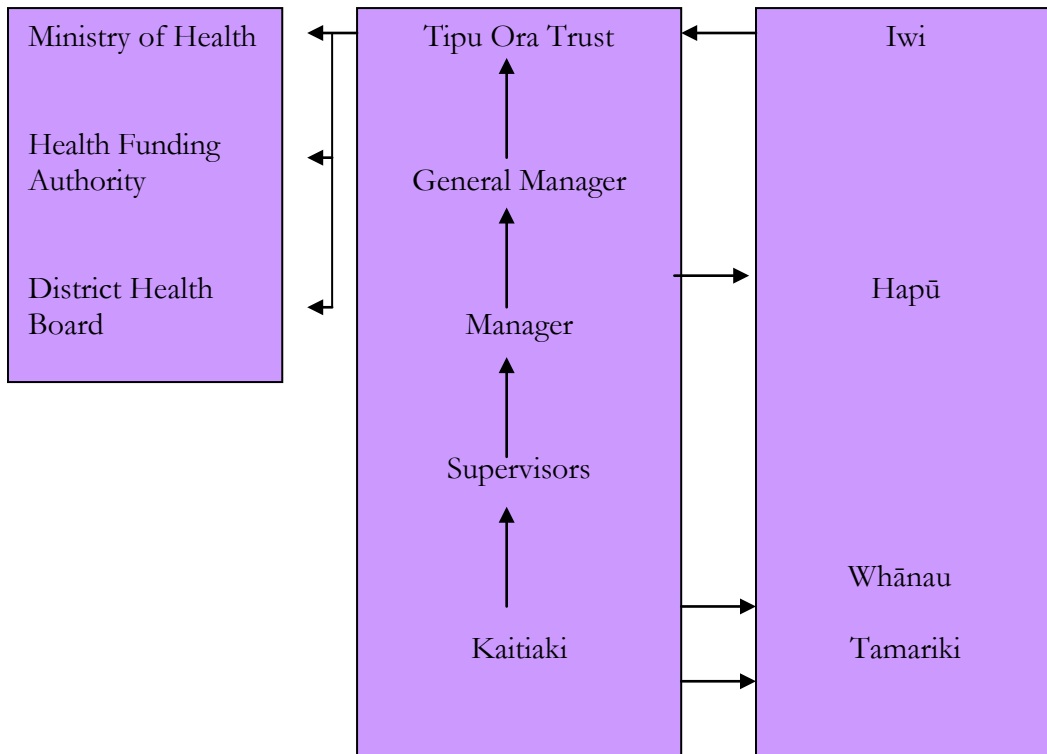 Ministry of Health
Health Funding
Authority
District Health
Board
Tipu Ora Trust
General Manager
Manager
Supervisors
Kaitiaki
Iwi
Hapū
Whānau
Tamariki